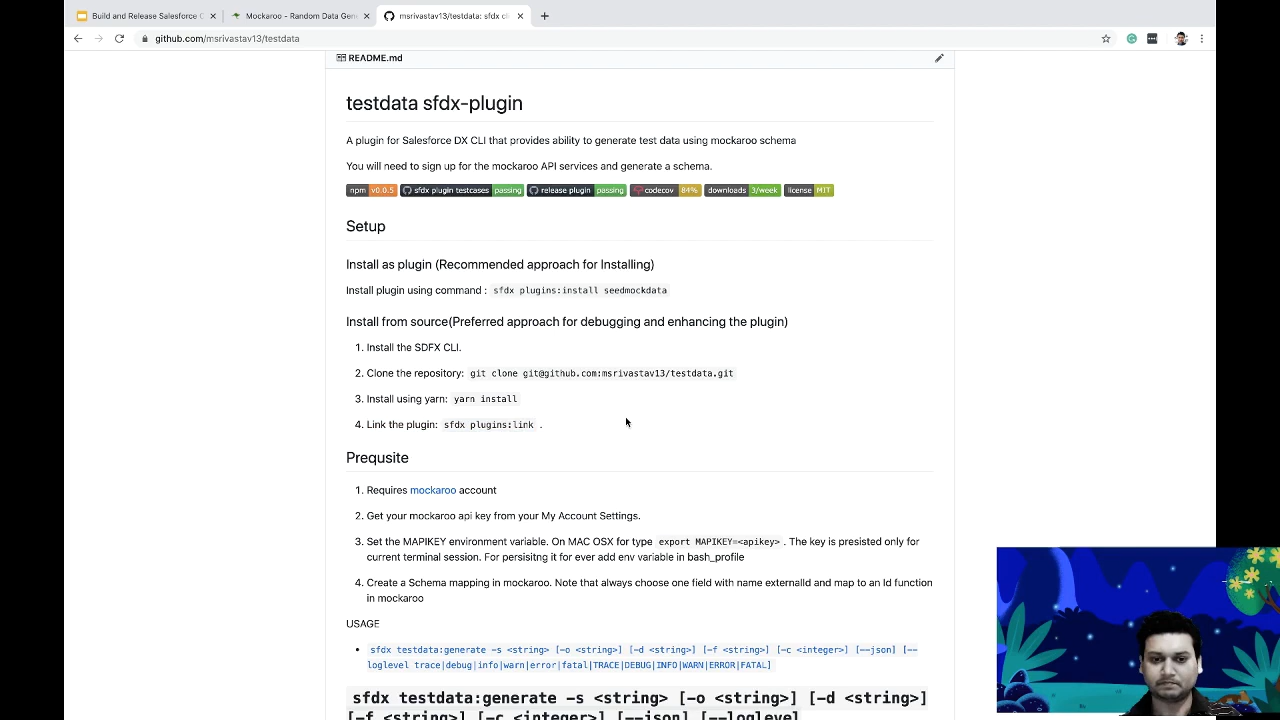 Build and Release Salesforce C
Mockaroo - Random Data Gen
msrivastav13/testdata: sfdx cl
github.com/msrivastav13/testdata
README.md
testdata sfdx-plugin
A plugin for Salesforce DX CLI that provides ability to generate test data using mockaroo schema
You will need to sign up for the mockaroo API services and generate a schema.
npm v0.0.5 sfdx plugin testcases passing release plugin passing codecov 84% downloads 3/week license MIT
Setup
Install as plugin (Recommended approach for Installing)
Install plugin using command : sfdx plugins:install seedmockdata
Install from source(Preferred approach for debugging and enhancing the plugin)
1. Install the SDFX CLI.
2. Clone the repository: git clone git@github.com:msrivastav13/testdata.git
3. Install using yarn: yarn install
4. Link the plugin: sfdx plugins:link .
Prequsite
1. Requires mockaroo account
2. Get your mockaroo api key from your My Account Settings.
3. Set the MAPIKEY environment variable. On MAC OSX for type export MAPIKEY=<apikey> . The key is presisted only for
current terminal session. For persisitng it for ever add env variable in bash_profile
4. Create a Schema mapping in mockaroo. Note that always choose one field with name externalId and map to an Id function
in mockaroo
USAGE
• sfdx testdata:generate -s <string> [-o <string>] [-d <string>] [-f <string>] [-c <integer>] [--json] [--
loglevel trace|debug|info|warn|error|fatal|TRACE|DEBUG|INFO|WARN|ERROR|FATAL]
sfdx testdata:generate -s <string> [-o <string>] [-d <string>]
[-f <string>] [-c <integer>] [--json] [--loglevel